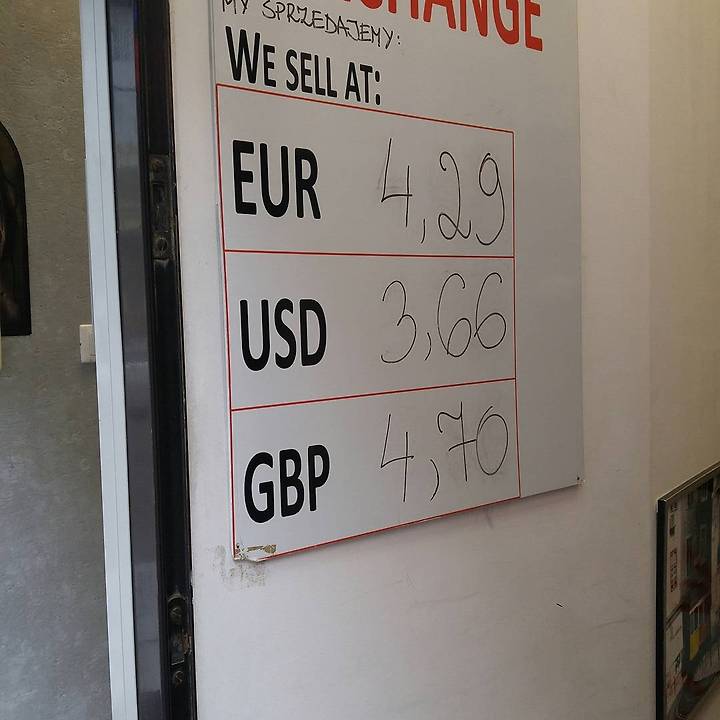 MY SPRZEDAJEMY:
WE SELL AT:
EUR 4,29
USD 3,66
GBP 4,70